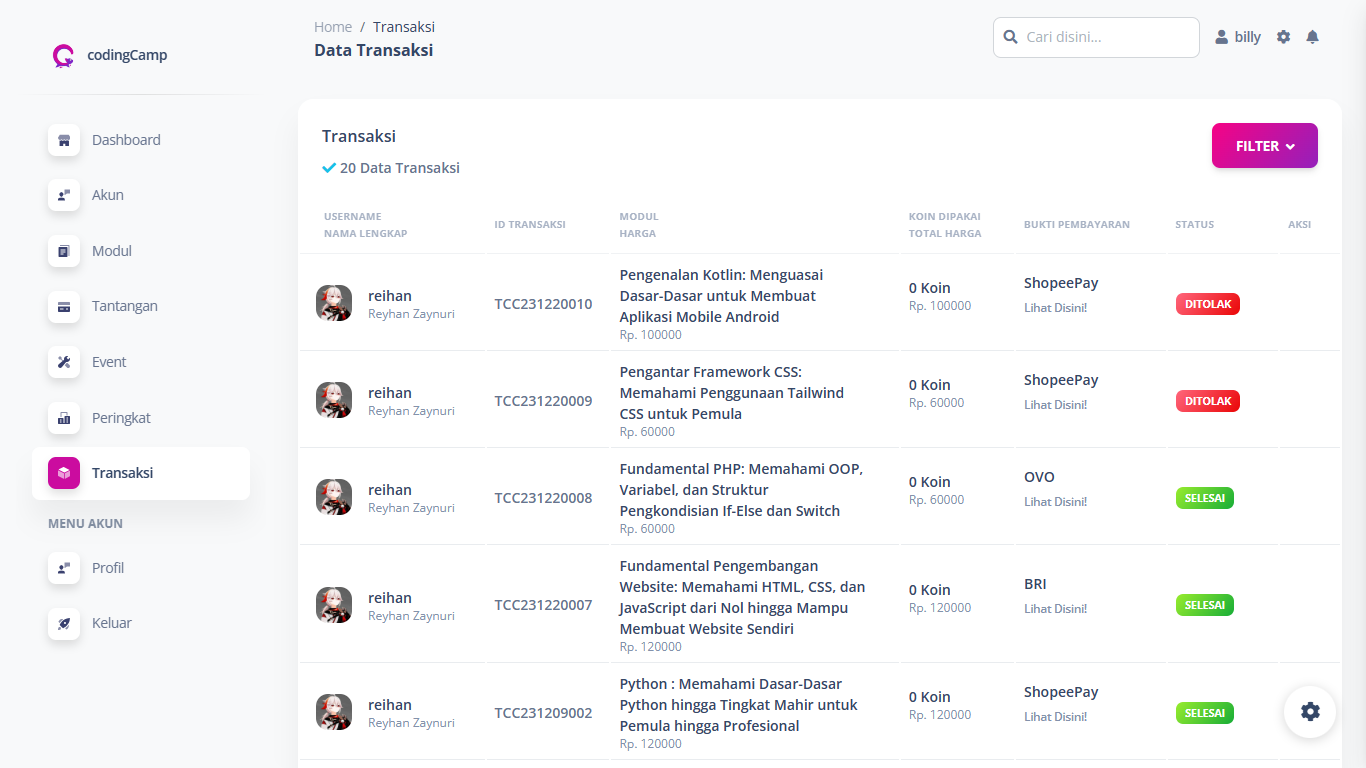 codingCamp
Dashboard
Akun
Modul
Tantangan
Event
Peringkat
Transaksi
MENU AKUN
Profil
Keluar
Home / Transaksi
Data Transaksi
Cari disini...
billy
Transaksi
20 Data Transaksi
FILTER
USERNAME
NAMA LENGKAP
ID TRANSAKSI
MODUL
HARGA
KOIN DIPAKAI
TOTAL HARGA
BUKTI PEMBAYARAN
STATUS
AKSI
reihan
Reyhan Zaynuri
TCC231220010
Pengenalan Kotlin: Menguasai
Dasar-Dasar untuk Membuat
Aplikasi Mobile Android
Rp. 100000
0 Koin
Rp. 100000
ShopeePay
Lihat Disini!
DITOLAK
reihan
Reyhan Zaynuri
TCC231220009
Pengantar Framework CSS:
Memahami Penggunaan Tailwind
CSS untuk Pemula
Rp. 60000
0 Koin
Rp. 60000
ShopeePay
Lihat Disini!
DITOLAK
reihan
Reyhan Zaynuri
TCC231220008
Fundamental PHP: Memahami OOP,
Variabel, dan Struktur
Pengkondisian If-Else dan Switch
Rp. 60000
0 Koin
Rp. 60000
OVO
Lihat Disini!
SELESAI
reihan
Reyhan Zaynuri
TCC231220007
Fundamental Pengembangan
Website: Memahami HTML, CSS, dan
JavaScript dari Nol hingga Mampu
Membuat Website Sendiri
Rp. 120000
0 Koin
Rp. 120000
BRI
Lihat Disini!
SELESAI
reihan
Reyhan Zaynuri
TCC231209002
Python : Memahami Dasar-Dasar
Python hingga Tingkat Mahir untuk
Pemula hingga Profesional
Rp. 120000
0 Koin
Rp. 120000
ShopeePay
Lihat Disini!
SELESAI